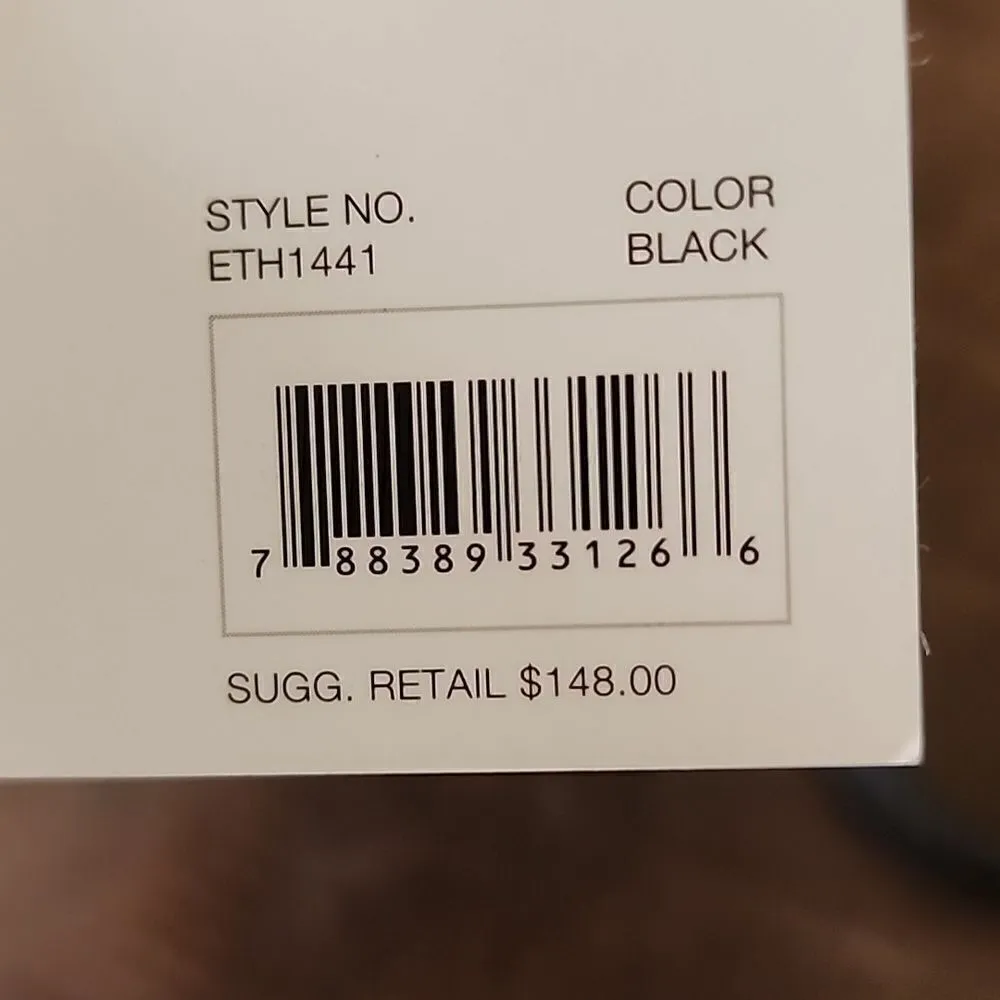 STYLE NO.
ETH1441
COLOR
BLACK
7 88389 33126 6
SUGG. RETAIL $148.00